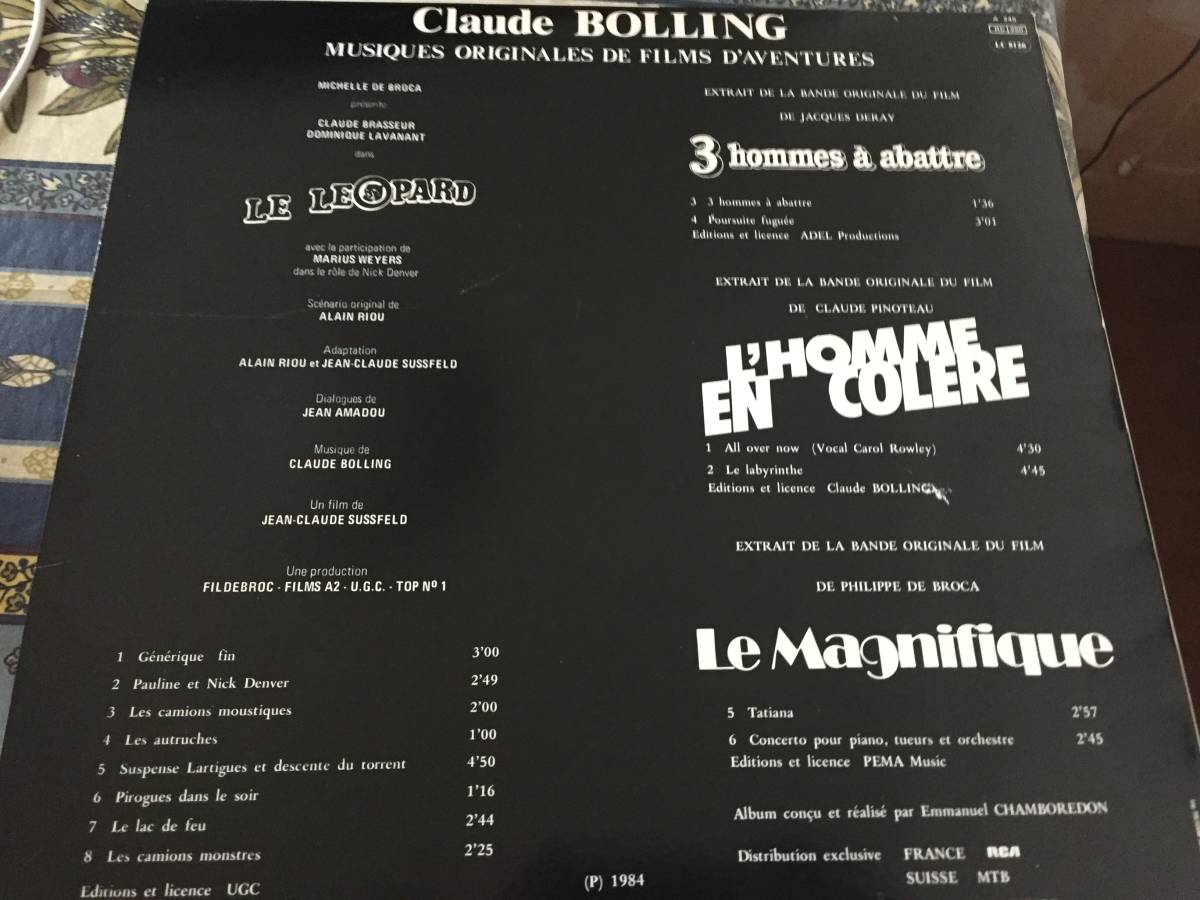 Claude BOLLING
MUSIQUES ORIGINALES DE FILMS D'AVENTURES
LC 8126
MICHELLE DE BROCA
présente
CLAUDE BRASSEUR
DOMINIQUE LAVANANT
dans
LE LEOPARD
avec la participation de
MARIUS WEYERS
dans le rôle de Nick Denver
Scénario original de
ALAIN RIOU
Adaptation
ALAIN RIOU et JEAN-CLAUDE SUSSFELD
Dialogues de
JEAN AMADOU
Musique de
CLAUDE BOLLING
Un film de
JEAN-CLAUDE SUSSFELD
Une production
FILDEBROC - FILMS A2 - U.G.C. - TOP Nº 1
1 Générique fin 3'00
2 Pauline et Nick Denver 2'49
3 Les camions moustiques 2'00
4 Les autruches 1'00
5 Suspense Lartigues et descente du torrent 4'50
6 Pirogues dans le soir 1'16
7 Le lac de feu 2'44
8 Les camions monstres 2'25
Editions et licence UGC
EXTRAIT DE LA BANDE ORIGINALE DU FILM
DE JACQUES DERAY
3 hommes à abattre
3 3 hommes à abattre 1'36
4 Poursuite fuguée 3'01
Editions et licence ADEL Productions
EXTRAIT DE LA BANDE ORIGINALE DU FILM
DE CLAUDE PINOTEAU
L'HOMME
EN COLÈRE
1 All over now (Vocal Carol Rowley) 4'30
2 Le labyrinthe 4'45
Editions et licence Claude BOLLING
EXTRAIT DE LA BANDE ORIGINALE DU FILM
DE PHILIPPE DE BROCA
Le Magnifique
5 Tatiana 2'57
6 Concerto pour piano, tueurs et orchestre 2'45
Editions et licence PEMA Music
Album conçu et réalisé par Emmanuel CHAMBOREDON
Distribution exclusive FRANCE RCA
SUISSE MTB
(P) 1984